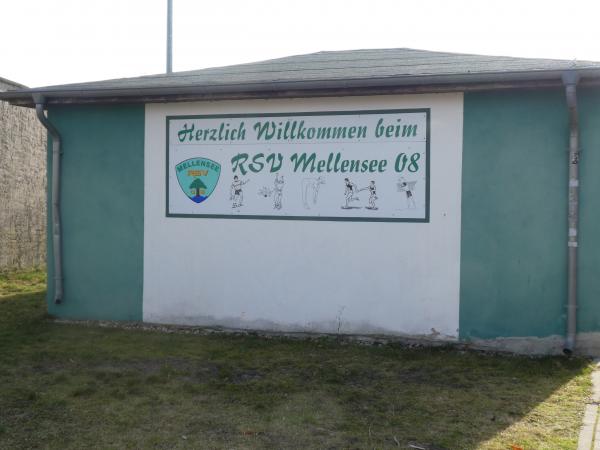 Herzlich Willkommen beim
RSV Mellensee 08
MELLENSEE
RSV